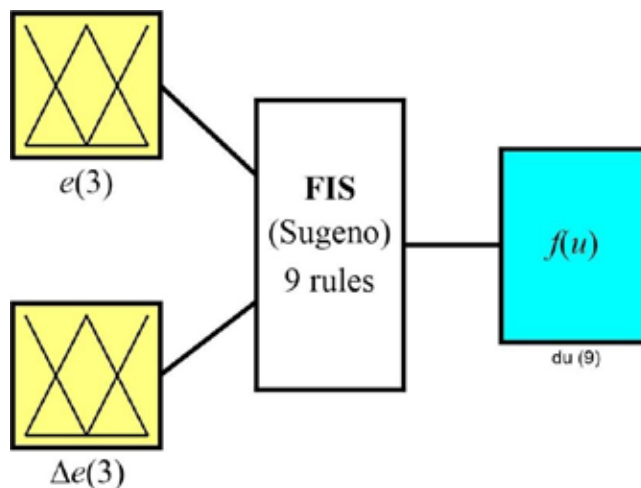 e(3)
FIS
(Sugeno)
9 rules
f(u)
du (9)
Δe(3)